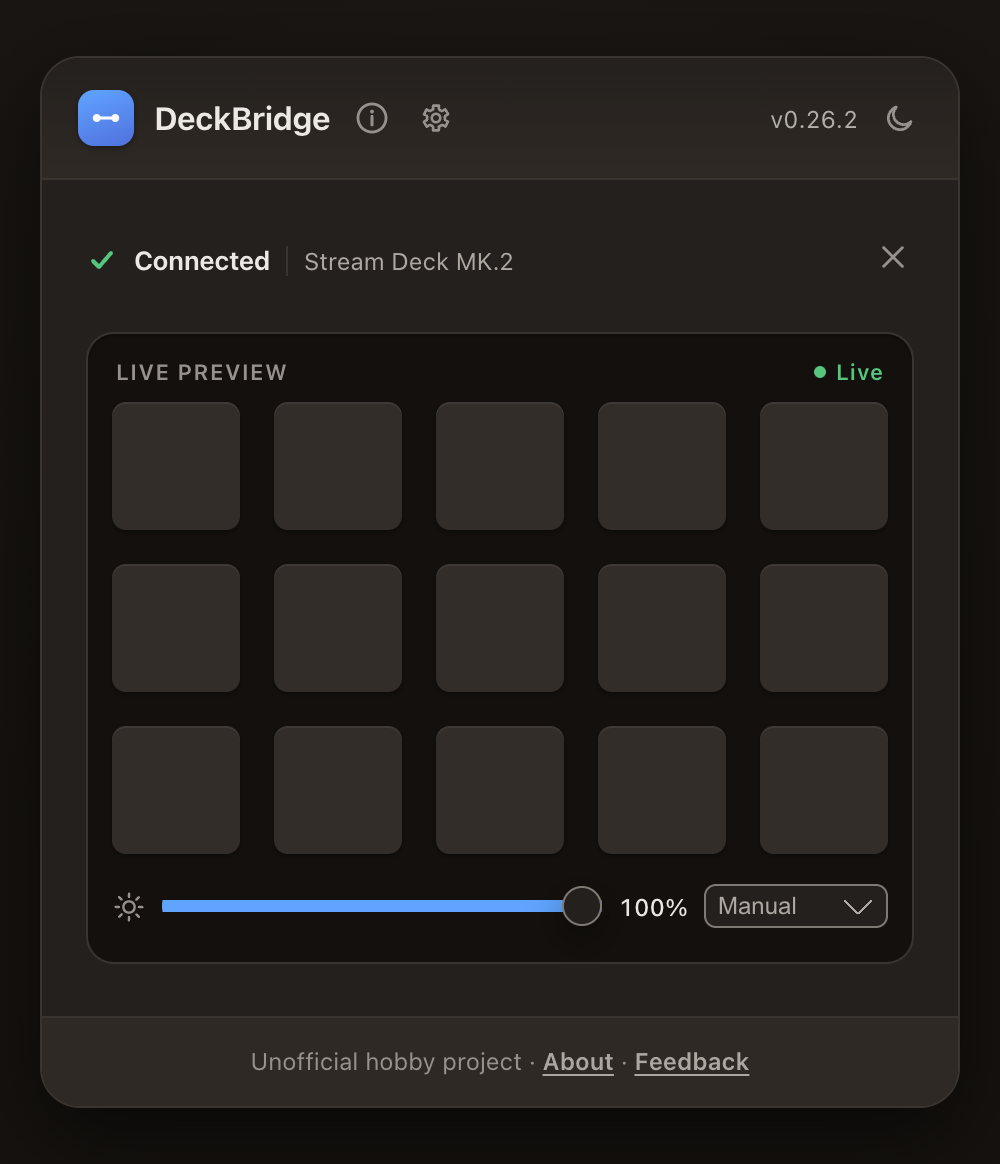 DeckBridge
v0.26.2
Connected
Stream Deck MK.2
LIVE PREVIEW
Live
100%
Manual
Unofficial hobby project · About · Feedback